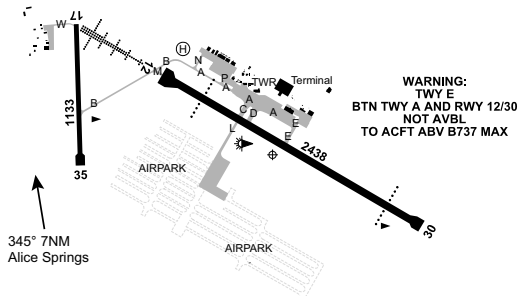 W
17
M
12
B
H
N
A
P
A
TWR
Terminal
A
C
D
A
E
E
L
B
1133
35
2438
30
AIRPARK
AIRPARK
345° 7NM
Alice Springs
WARNING:
TWY E
BTN TWY A AND RWY 12/30
NOT AVBL
TO ACFT ABV B737 MAX